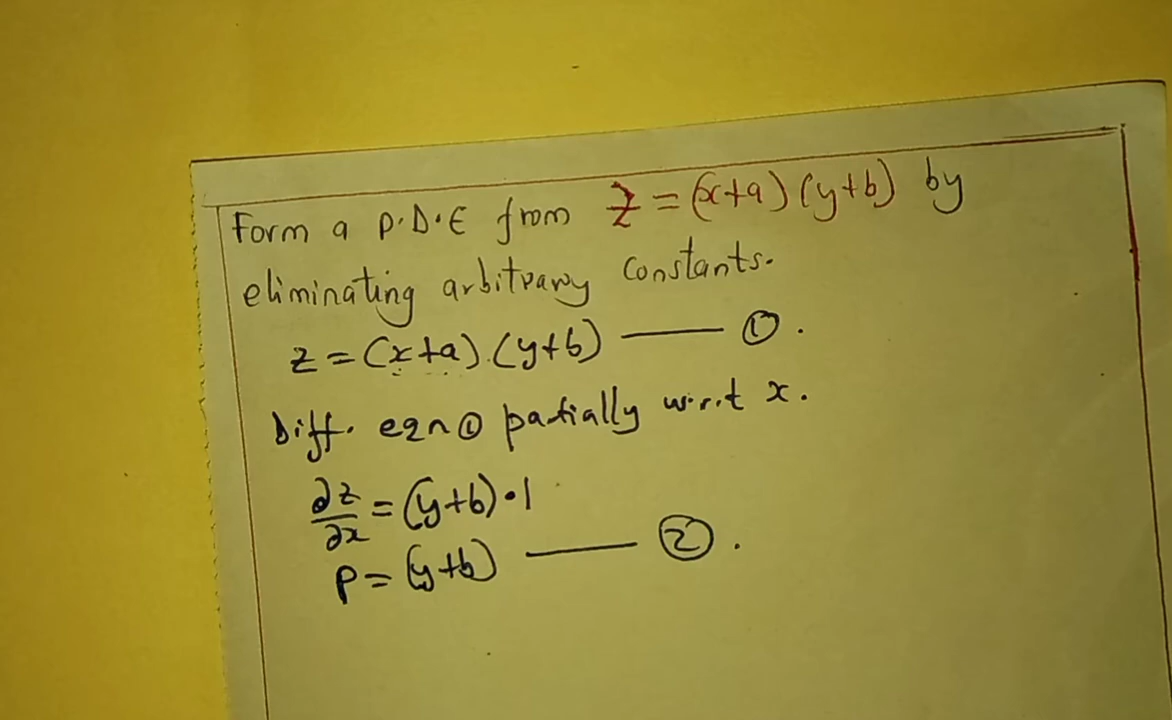 Form a P.D.E from Z = (x+a) (y+b) by
eliminating arbitrary constants.
z = (x+a).(y+b) —— ①.
Diff. eqn ① partially w.r.t x.
∂z/∂x = (y+b)•1
P = (y+b) —— ②.